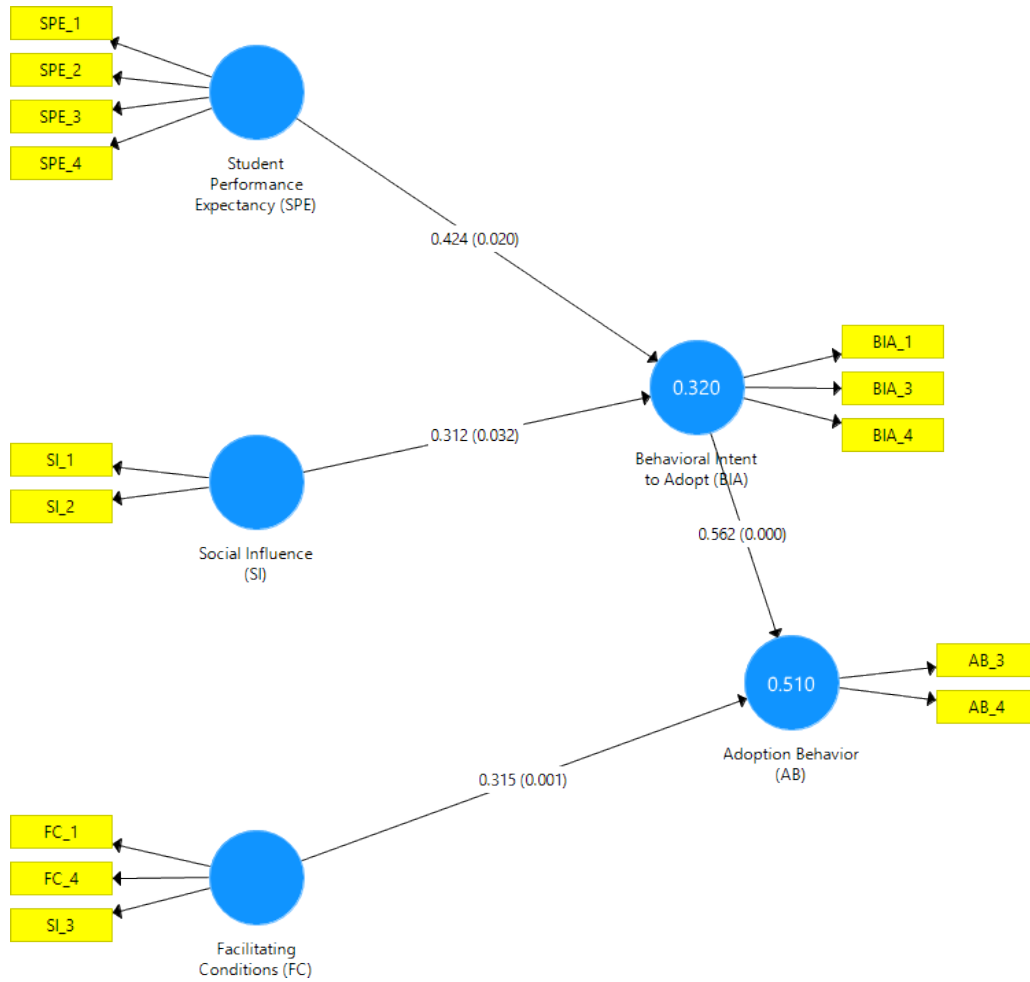 SPE_1
SPE_2
SPE_3
SPE_4
Student
Performance
Expectancy (SPE)
0.424 (0.020)
SI_1
SI_2
Social Influence
(SI)
0.312 (0.032)
0.320
Behavioral Intent
to Adopt (BIA)
BIA_1
BIA_3
BIA_4
0.562 (0.000)
0.510
Adoption Behavior
(AB)
AB_3
AB_4
0.315 (0.001)
FC_1
FC_4
SI_3
Facilitating
Conditions (FC)